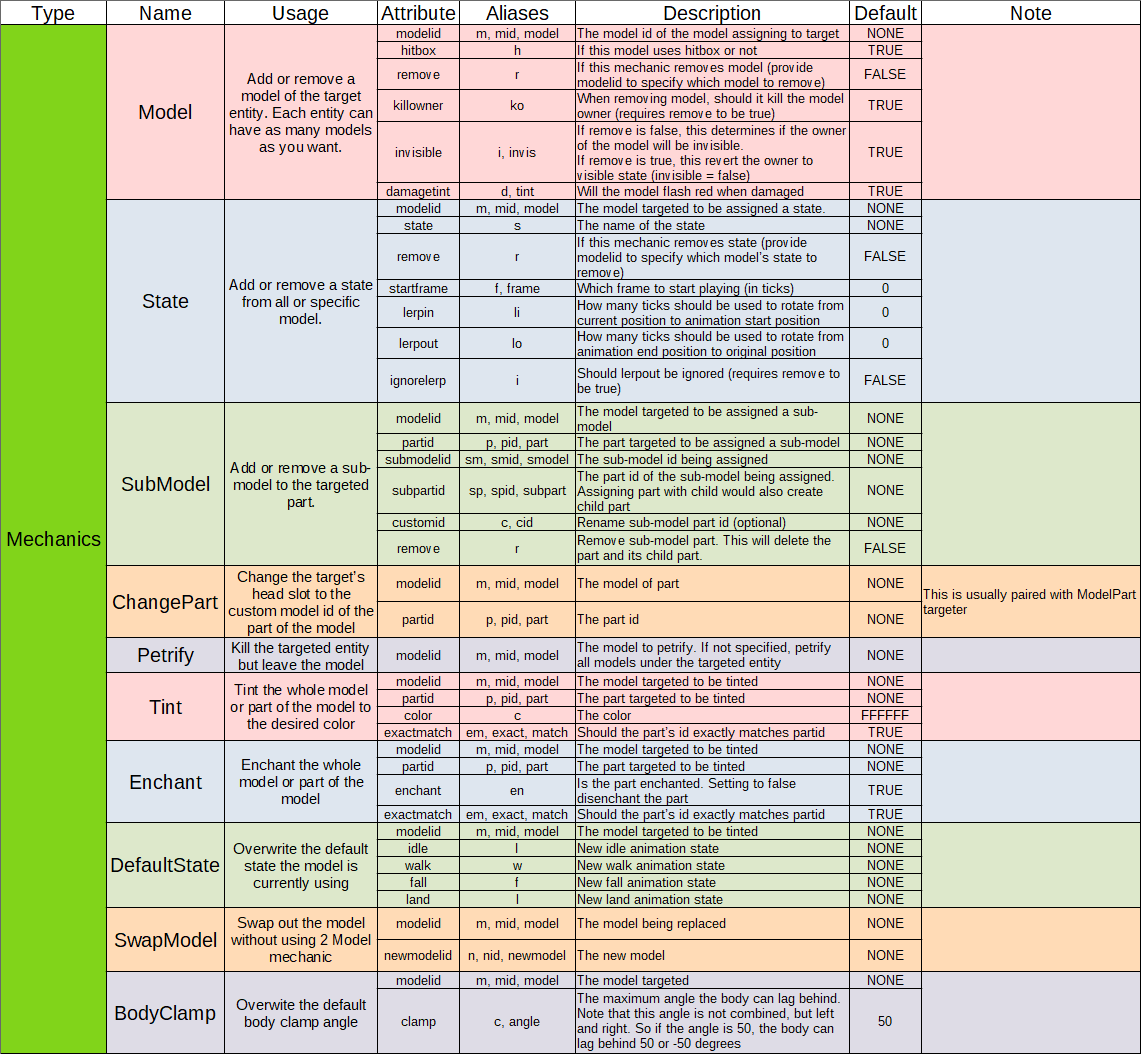 Type Name Usage Attribute Aliases Description Default Note
Mechanics
Model
Add or remove a
model of the target
entity. Each entity can
have as many models
as you want.
modelid m, mid, model The model id of the model assigning to target NONE
hitbox h If this model uses hitbox or not TRUE
remove r If this mechanic removes model (provide
modelid to specify which model to remove) FALSE
killowner ko When removing model, should it kill the model
owner (requires remove to be true) TRUE
invisible i, invis If remove is false, this determines if the owner
of the model will be invisible.
If remove is true, this revert the owner to
visible state (invisible = false) TRUE
damagetint d, tint Will the model flash red when damaged TRUE
State
Add or remove a state
from all or specific
model.
modelid m, mid, model The model targeted to be assigned a state. NONE
state s The name of the state NONE
remove r If this mechanic removes state (provide
modelid to specify which model's state to
remove) FALSE
startframe f, frame Which frame to start playing (in ticks) 0
lerpin li How many ticks should be used to rotate from
current position to animation start position 0
lerpout lo How many ticks should be used to rotate from
animation end position to original position 0
ignorelerp i Should lerpout be ignored (requires remove to
be true) FALSE
SubModel
Add or remove a sub-
model to the targeted
part.
modelid m, mid, model The model targeted to be assigned a sub-
model NONE
partid p, pid, part The part targeted to be assigned a sub-model NONE
submodelid sm, smid, smodel The sub-model id being assigned NONE
subpartid sp, spid, subpart The part id of the sub-model being assigned.
Assigning part with child would also create
child part NONE
customid c, cid Rename sub-model part id (optional) NONE
remove r Remove sub-model part. This will delete the
part and its child part. FALSE
ChangePart
Change the target's
head slot to the
custom model id of the
part of the model
modelid m, mid, model The model of part NONE
partid p, pid, part The part id NONE
This is usually paired with ModelPart
targeter
Petrify
Kill the targeted entity
but leave the model
modelid m, mid, model The model to petrify. If not specified, petrify
all models under the targeted entity NONE
Tint
Tint the whole model
or part of the model to
the desired color
modelid m, mid, model The model targeted to be tinted NONE
partid p, pid, part The part targeted to be tinted NONE
color c The color FFFFFF
exactmatch em, exact, match Should the part's id exactly matches partid TRUE
Enchant
Enchant the whole
model or part of the
model
modelid m, mid, model The model targeted to be tinted NONE
partid p, pid, part The part targeted to be tinted NONE
enchant en Is the part enchanted. Setting to false
disenchant the part TRUE
exactmatch em, exact, match Should the part's id exactly matches partid TRUE
DefaultState
Overwrite the default
state the model is
currently using
modelid m, mid, model The model targeted to be tinted NONE
idle I New idle animation state NONE
walk w New walk animation state NONE
fall f New fall animation state NONE
land l New land animation state NONE
SwapModel
Swap out the model
without using 2 Model
mechanic
modelid m, mid, model The model being replaced NONE
newmodelid n, nid, newmodel The new model NONE
BodyClamp
Overwite the default
body clamp angle
modelid m, mid, model The model targeted NONE
clamp c, angle The maximum angle the body can lag behind.
Note that this angle is not combined, but left
and right. So if the angle is 50, the body can
lag behind 50 or -50 degrees 50